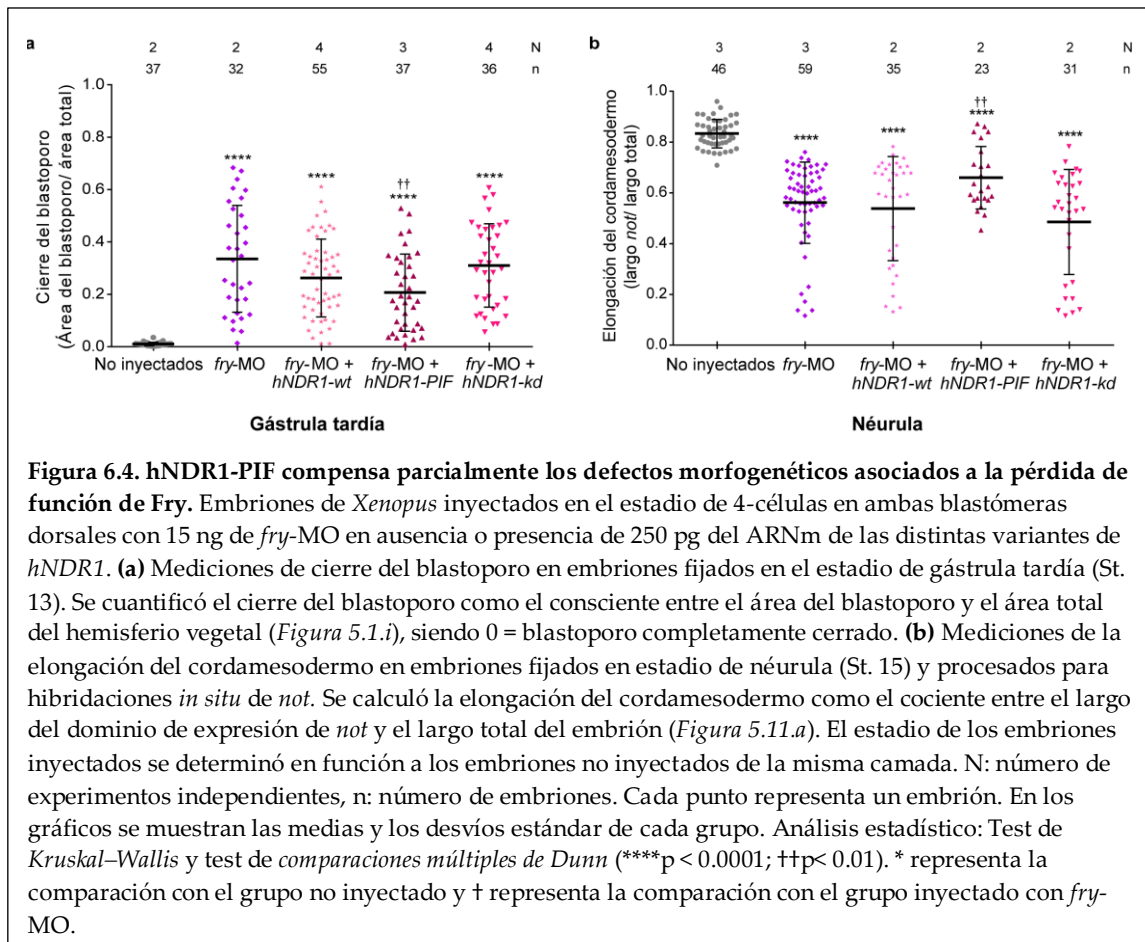 a
2 2 4 3 4 N
37 32 55 37 36 n
Cierre del blastoporo
(Área del blastoporo/ área total)
1.0
0.8
0.6
0.4
0.2
0.0
**** **** †† **** ****
No inyectados fry-MO fry-MO + fry-MO + fry-MO +
hNDR1-wt hNDR1-PIF hNDR1-kd
Gástrula tardía
b
3 3 2 2 2 N
46 59 35 23 31 n
Elongación del cordamesodermo
(largo not/ largo total)
1.0
0.8
0.6
0.4
0.2
0.0
**** **** †† **** ****
No inyectados fry-MO fry-MO + fry-MO + fry-MO +
hNDR1-wt hNDR1-PIF hNDR1-kd
Néurula
Figura 6.4. hNDR1-PIF compensa parcialmente los defectos morfogenéticos asociados a la pérdida de
función de Fry. Embriones de Xenopus inyectados en el estadio de 4-células en ambas blastómeras
dorsales con 15 ng de fry-MO en ausencia o presencia de 250 pg del ARNm de las distintas variantes de
hNDR1. (a) Mediciones de cierre del blastoporo en embriones fijados en el estadio de gástrula tardía (St.
13). Se cuantificó el cierre del blastoporo como el consciente entre el área del blastoporo y el área total
del hemisferio vegetal (Figura 5.1.i), siendo 0 = blastoporo completamente cerrado. (b) Mediciones de la
elongación del cordamesodermo en embriones fijados en estadio de néurula (St. 15) y procesados para
hibridaciones in situ de not. Se calculó la elongación del cordamesodermo como el cociente entre el largo
del dominio de expresión de not y el largo total del embrión (Figura 5.11.a). El estadio de los embriones
inyectados se determinó en función a los embriones no inyectados de la misma camada. N: número de
experimentos independientes, n: número de embriones. Cada punto representa un embrión. En los
gráficos se muestran las medias y los desvíos estándar de cada grupo. Análisis estadístico: Test de
Kruskal–Wallis y test de comparaciones múltiples de Dunn (****p < 0.0001; ††p< 0.01). * representa la
comparación con el grupo no inyectado y † representa la comparación con el grupo inyectado con fry-
MO.